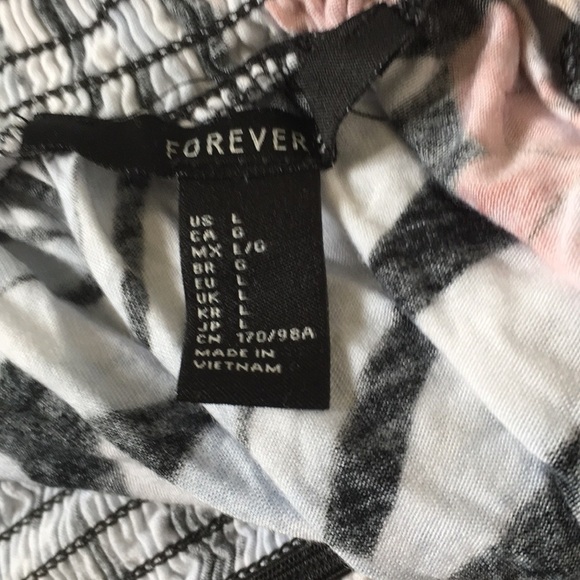 FOREVER
US L
CA G
MX L/G
BR G
EU L
UK L
KR L
JP L
CN 170/98A
MADE IN
VIETNAM